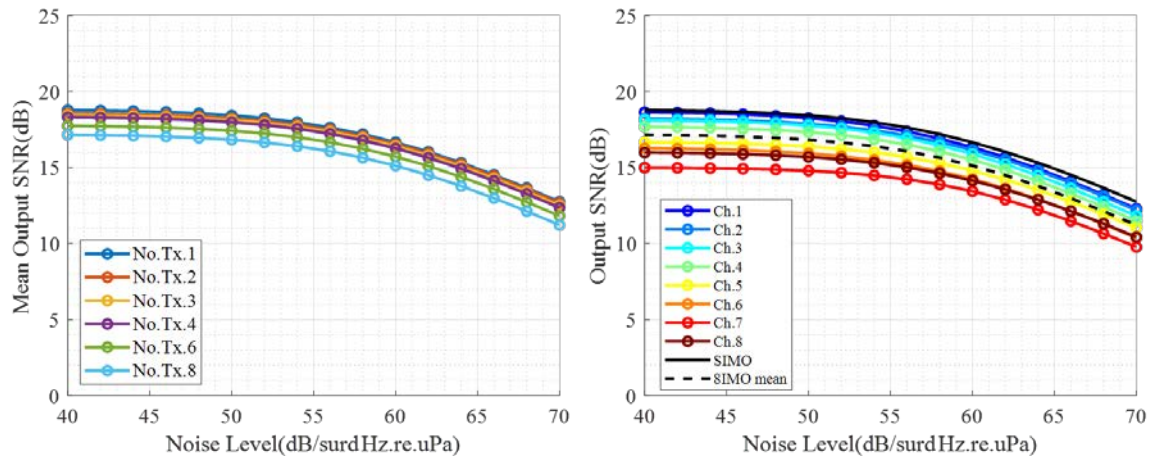 25
20
15
10
5
0
Mean Output SNR(dB)
No.Tx.1
No.Tx.2
No.Tx.3
No.Tx.4
No.Tx.6
No.Tx.8
40 45 50 55 60 65 70
Noise Level(dB/surdHz.re.uPa)
25
20
15
10
5
0
Output SNR(dB)
Ch.1
Ch.2
Ch.3
Ch.4
Ch.5
Ch.6
Ch.7
Ch.8
SIMO
8IMO mean
40 45 50 55 60 65 70
Noise Level(dB/surdHz.re.uPa)